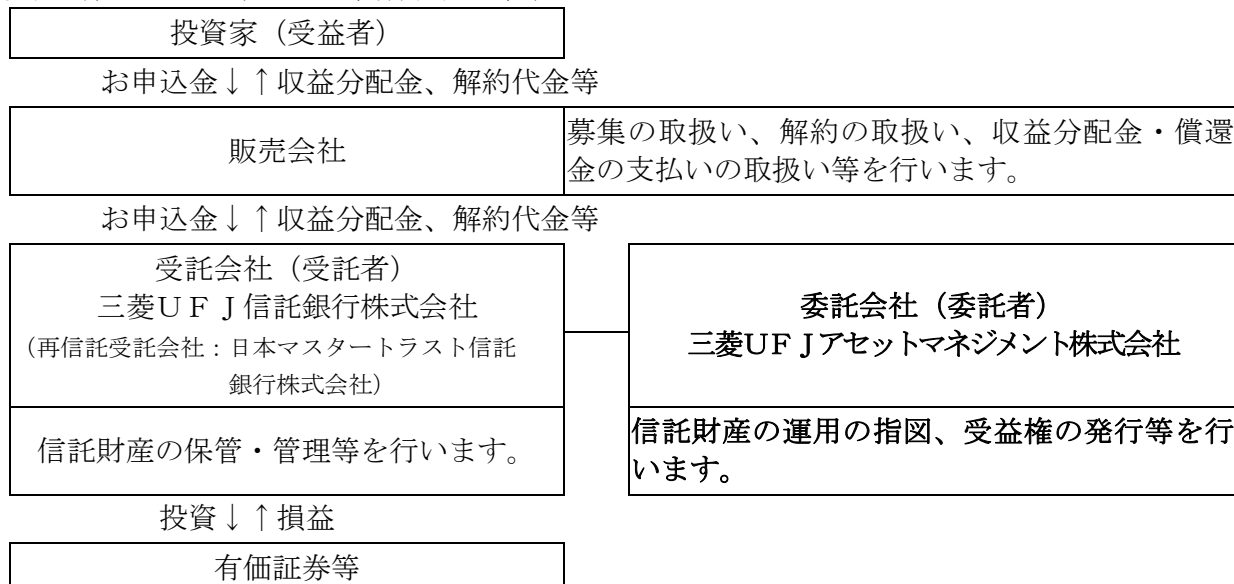 投資家（受益者）
お申込金↓↑収益分配金、解約代金等
販売会社
募集の取扱い、解約の取扱い、収益分配金・償還
金の支払いの取扱い等を行います。
お申込金↓↑収益分配金、解約代金等
受託会社（受託者）
三菱ＵＦＪ信託銀行株式会社
（再信託受託会社：日本マスタートラスト信託
銀行株式会社）
信託財産の保管・管理等を行います。
委託会社（委託者）
三菱ＵＦＪアセットマネジメント株式会社
信託財産の運用の指図、受益権の発行等を行
います。
投資↓↑損益
有価証券等